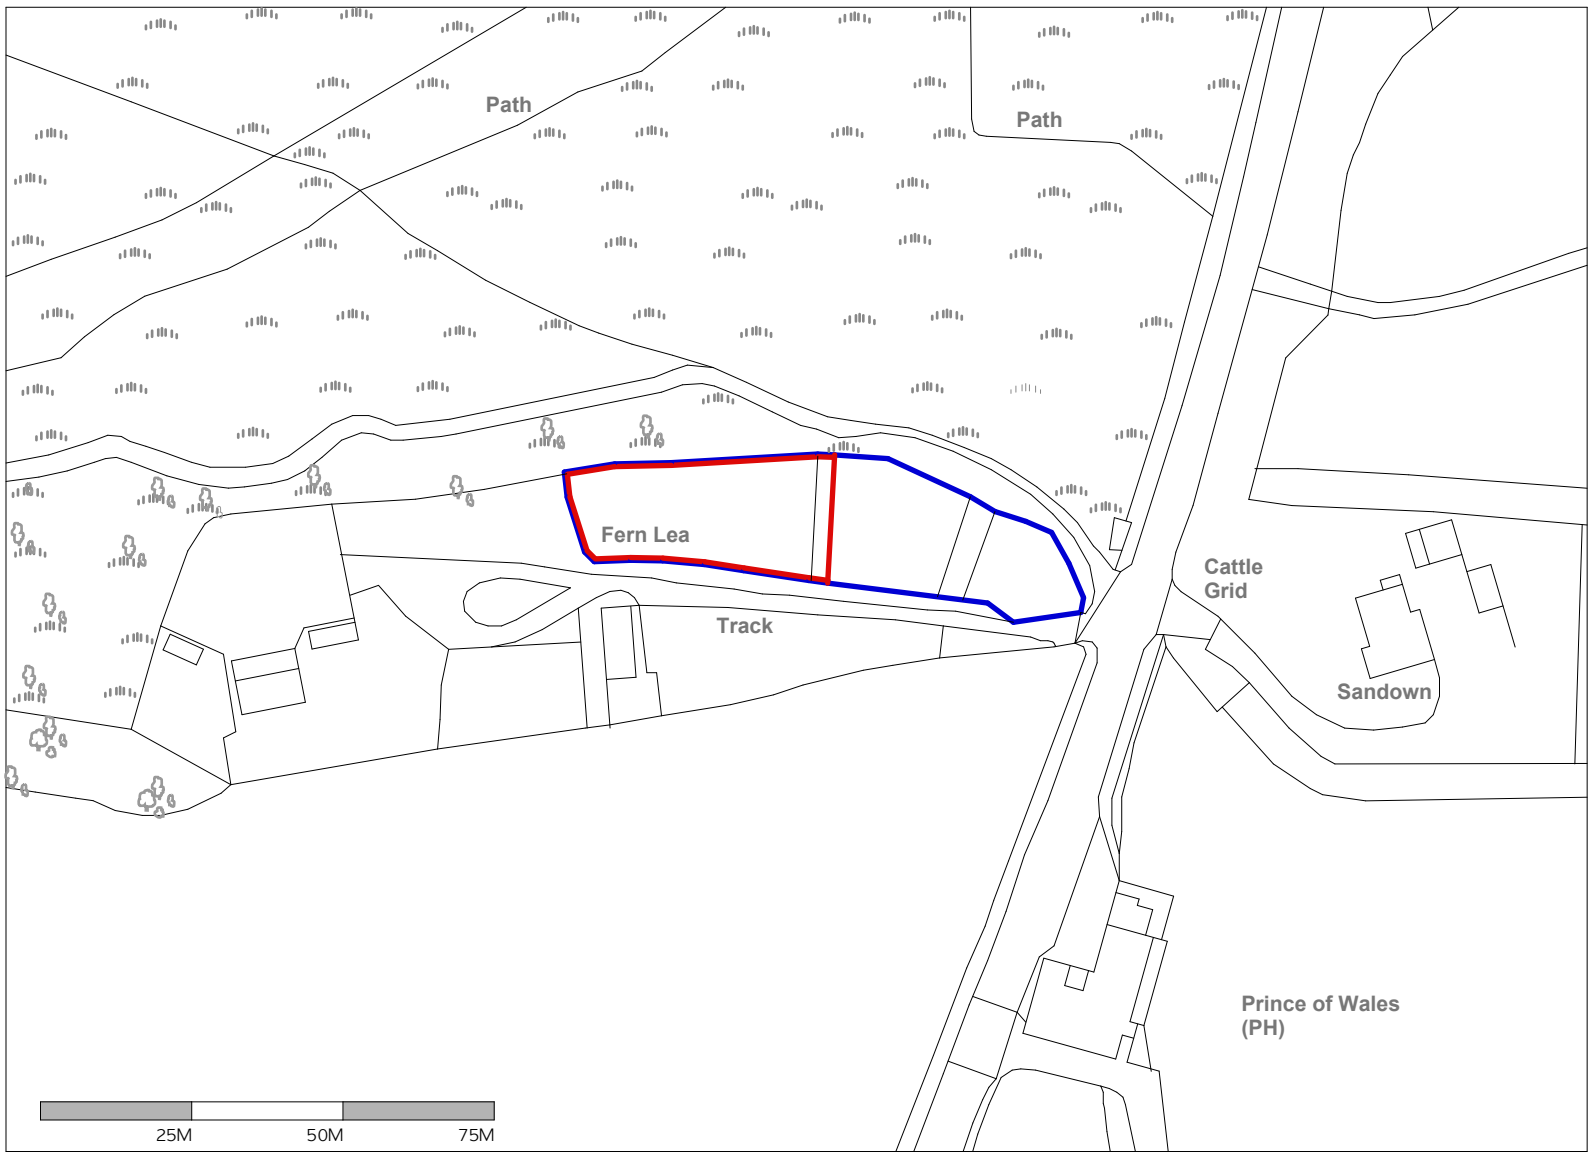 Path
Path
Fern Lea
Cattle
Grid
Track
Sandown
Prince of Wales
(PH)
25M
50M
75M